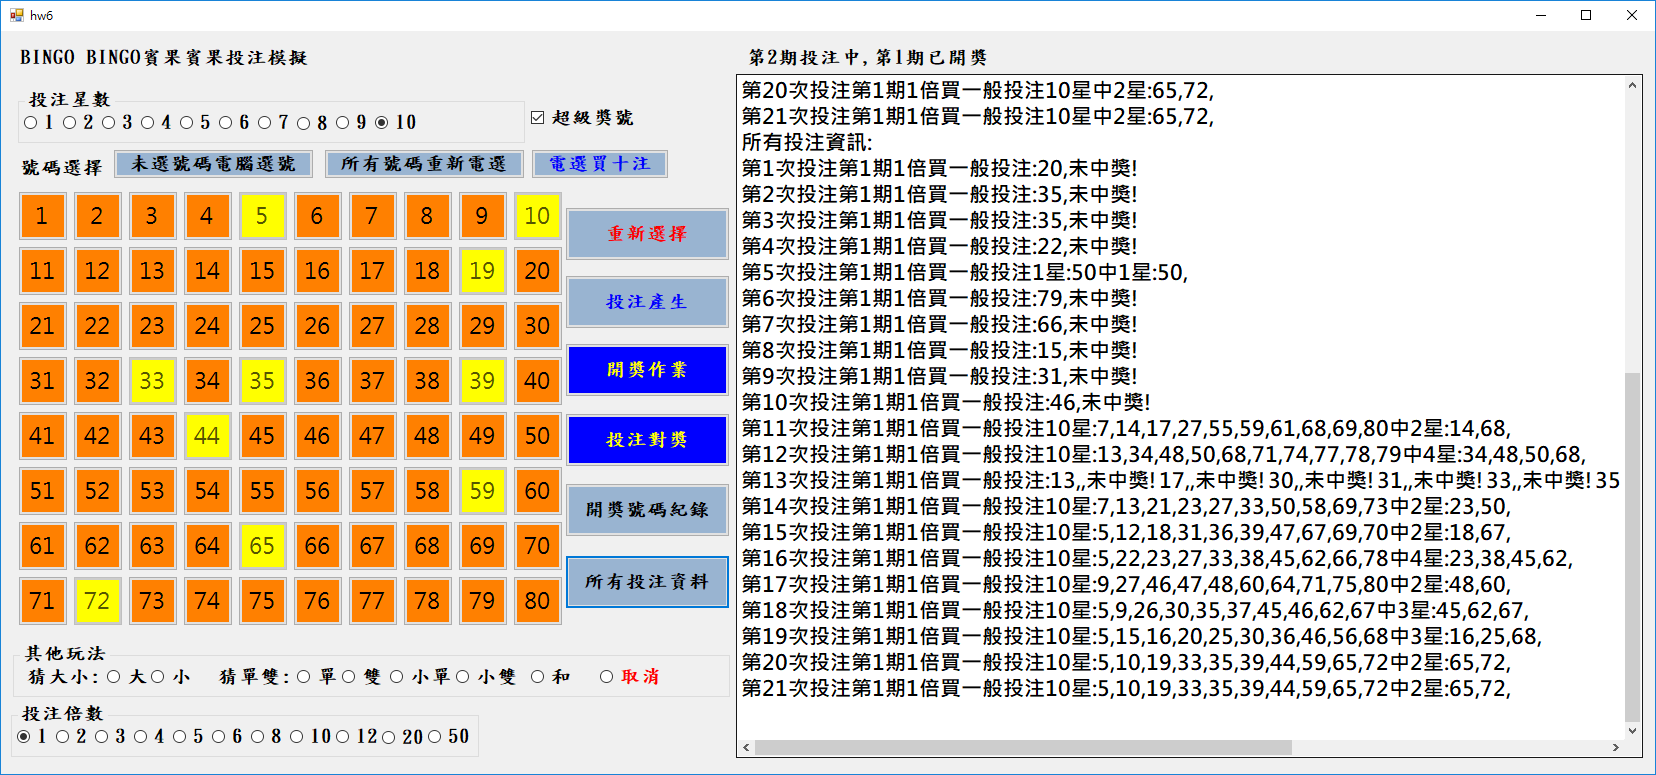 hw6
BINGO BINGO賓果賓果投注模擬
投注星數
1 2 3 4 5 6 7 8 9 10
超級獎號
號碼選擇
未選號碼電腦選號
所有號碼重新電選
電選買十注
1 2 3 4 5 6 7 8 9 10
11 12 13 14 15 16 17 18 19 20
21 22 23 24 25 26 27 28 29 30
31 32 33 34 35 36 37 38 39 40
41 42 43 44 45 46 47 48 49 50
51 52 53 54 55 56 57 58 59 60
61 62 63 64 65 66 67 68 69 70
71 72 73 74 75 76 77 78 79 80
重新選擇
投注產生
開獎作業
投注對獎
開獎號碼紀錄
所有投注資料
其他玩法
猜大小: 大 小 猜單雙: 單 雙 小單 小雙 和 取消
投注倍數
1 2 3 4 5 6 8 10 12 20 50
第2期投注中,第1期已開獎
第20次投注第1期1倍買一般投注10星中2星:65,72,
第21次投注第1期1倍買一般投注10星中2星:65,72,
所有投注資訊:
第1次投注第1期1倍買一般投注:20,未中獎!
第2次投注第1期1倍買一般投注:35,未中獎!
第3次投注第1期1倍買一般投注:35,未中獎!
第4次投注第1期1倍買一般投注:22,未中獎!
第5次投注第1期1倍買一般投注1星:50中1星:50,
第6次投注第1期1倍買一般投注:79,未中獎!
第7次投注第1期1倍買一般投注:66,未中獎!
第8次投注第1期1倍買一般投注:15,未中獎!
第9次投注第1期1倍買一般投注:31,未中獎!
第10次投注第1期1倍買一般投注:46,未中獎!
第11次投注第1期1倍買一般投注10星:7,14,17,27,55,59,61,68,69,80中2星:14,68,
第12次投注第1期1倍買一般投注10星:13,34,48,50,68,71,74,77,78,79中4星:34,48,50,68,
第13次投注第1期1倍買一般投注:13,,未中獎! 17,,未中獎! 30,,未中獎! 31,,未中獎! 33,,未中獎! 35
第14次投注第1期1倍買一般投注10星:7,13,21,23,27,33,50,58,69,73中2星:23,50,
第15次投注第1期1倍買一般投注10星:5,12,18,31,36,39,47,67,69,70中2星:18,67,
第16次投注第1期1倍買一般投注10星:5,22,23,27,33,38,45,62,66,78中4星:23,38,45,62,
第17次投注第1期1倍買一般投注10星:9,27,46,47,48,60,64,71,75,80中2星:48,60,
第18次投注第1期1倍買一般投注10星:5,9,26,30,35,37,45,46,62,67中3星:45,62,67,
第19次投注第1期1倍買一般投注10星:5,15,16,20,25,30,36,46,56,68中3星:16,25,68,
第20次投注第1期1倍買一般投注10星:5,10,19,33,35,39,44,59,65,72中2星:65,72,
第21次投注第1期1倍買一般投注10星:5,10,19,33,35,39,44,59,65,72中2星:65,72,